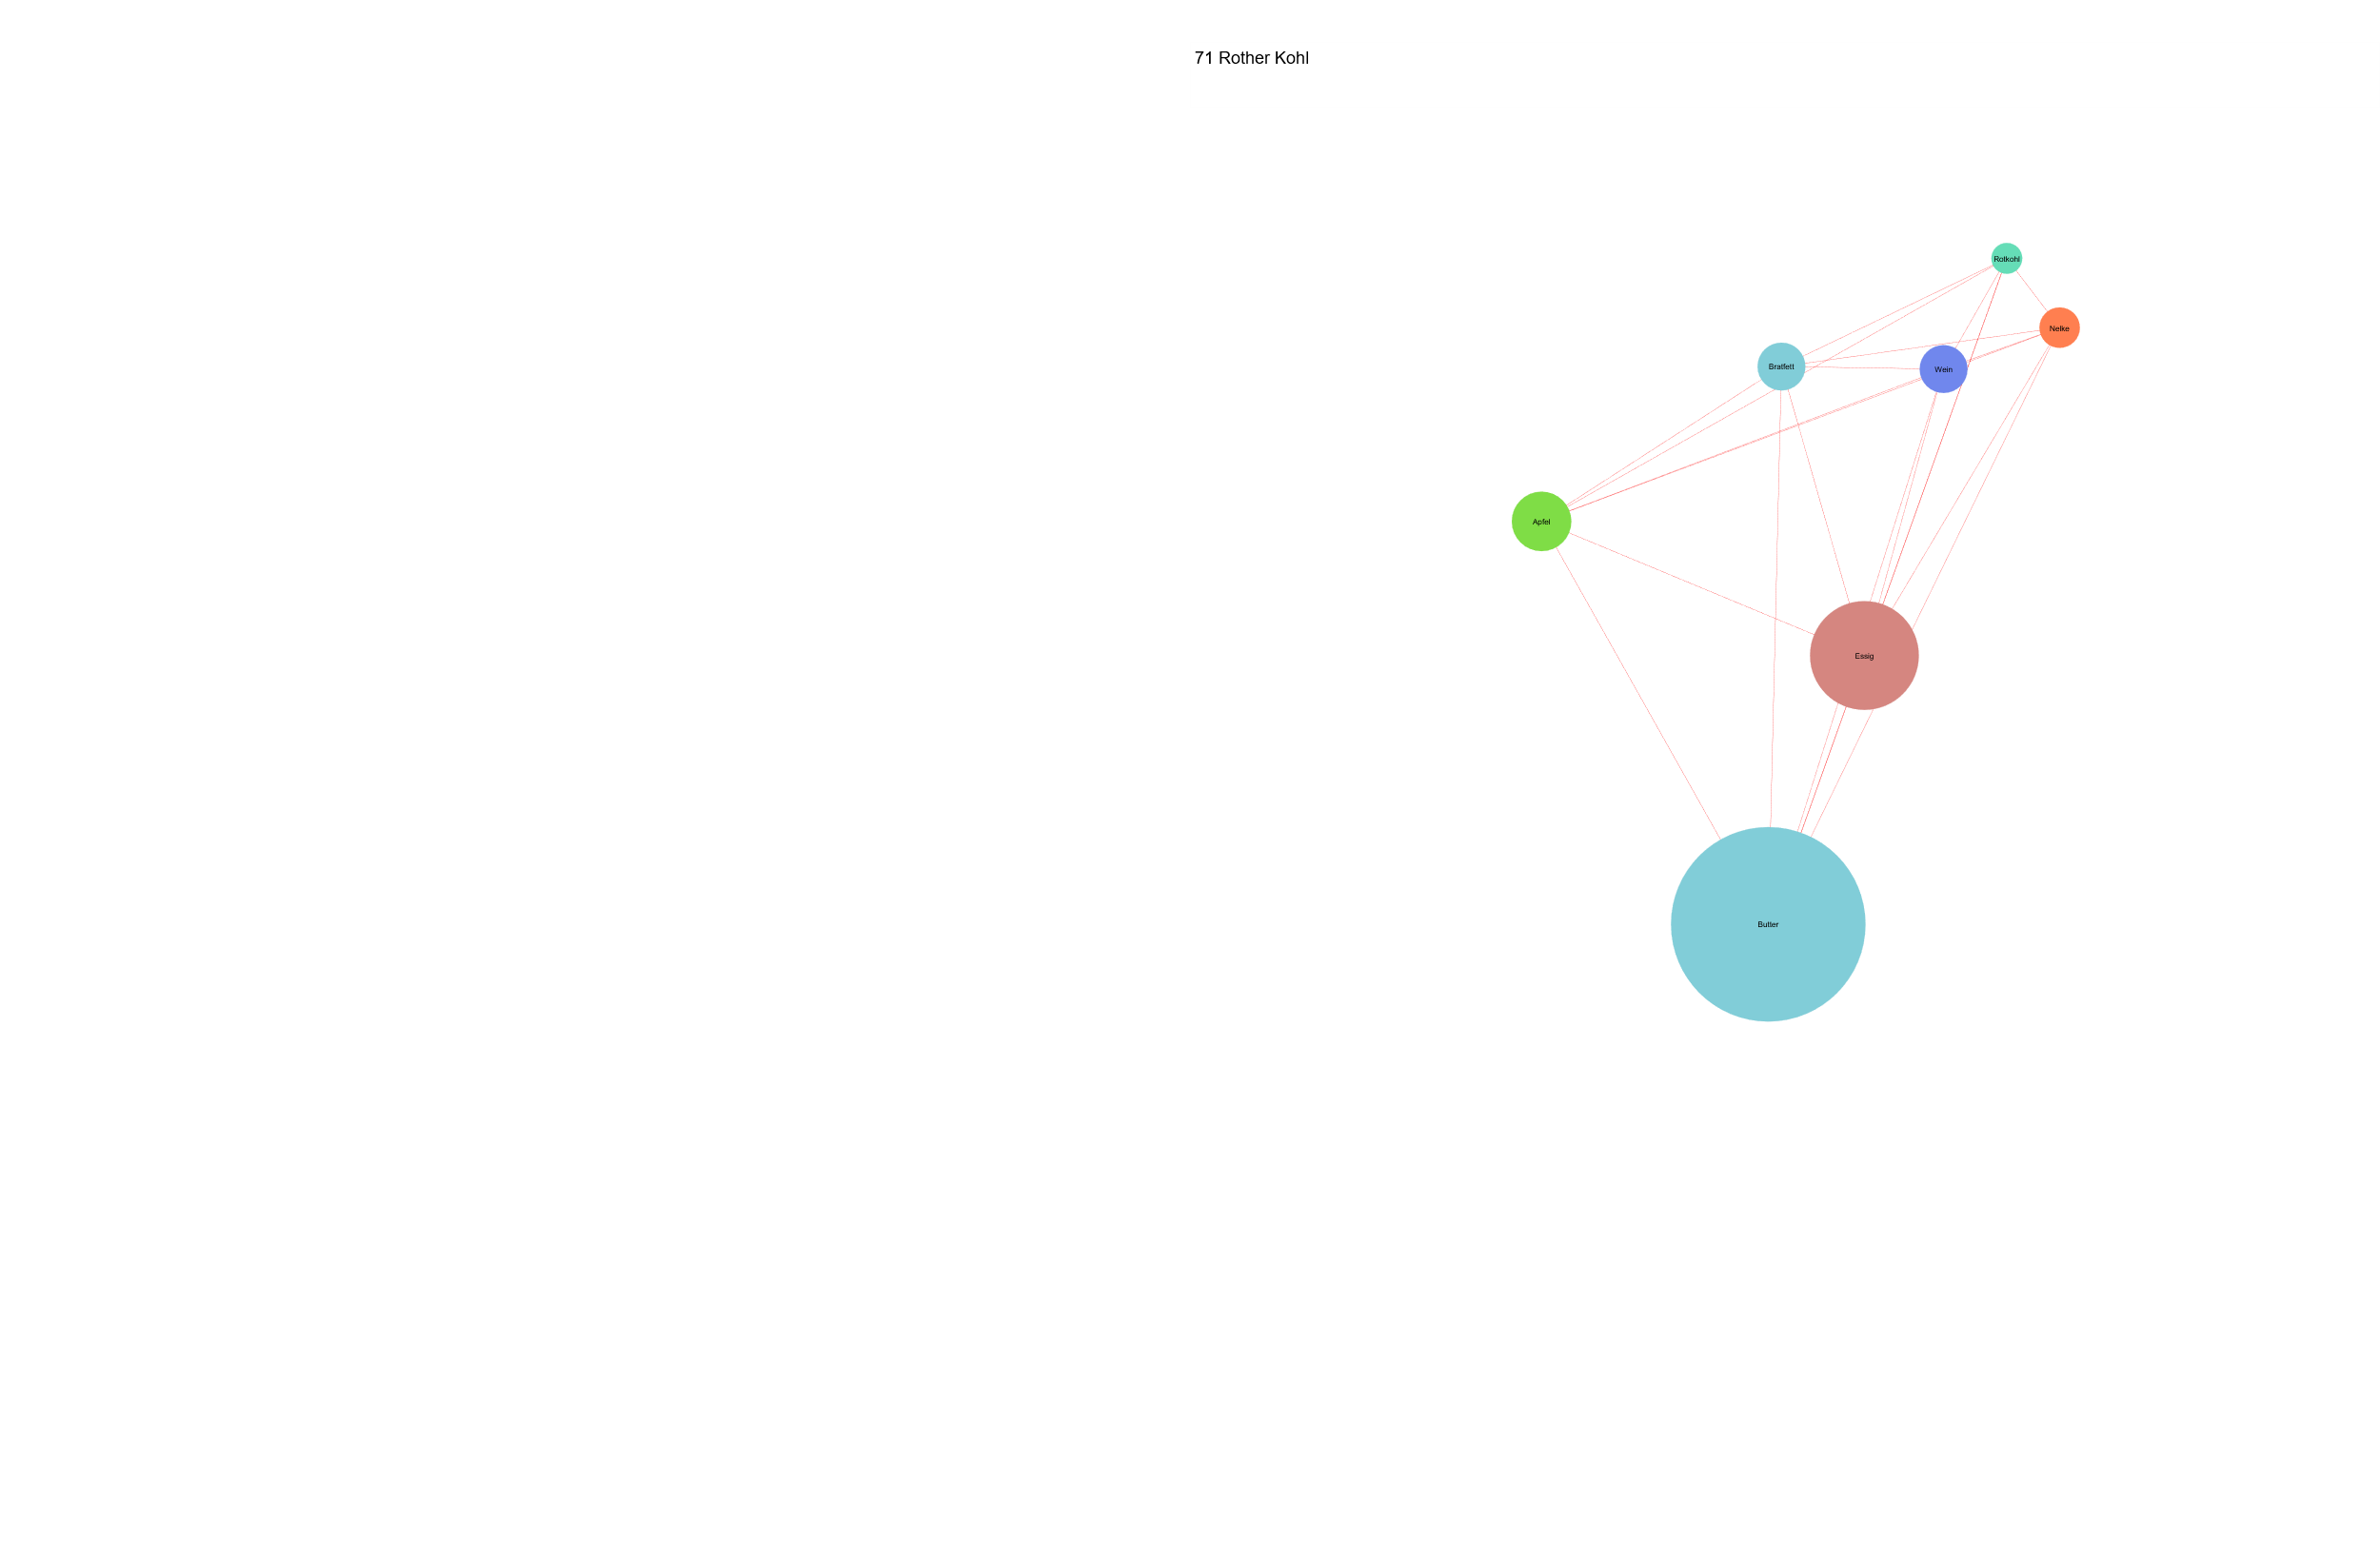 71 Rother Kohl
Rotkohl
Nelke
Bratfett
Wein
Apfel
Essig
Butter